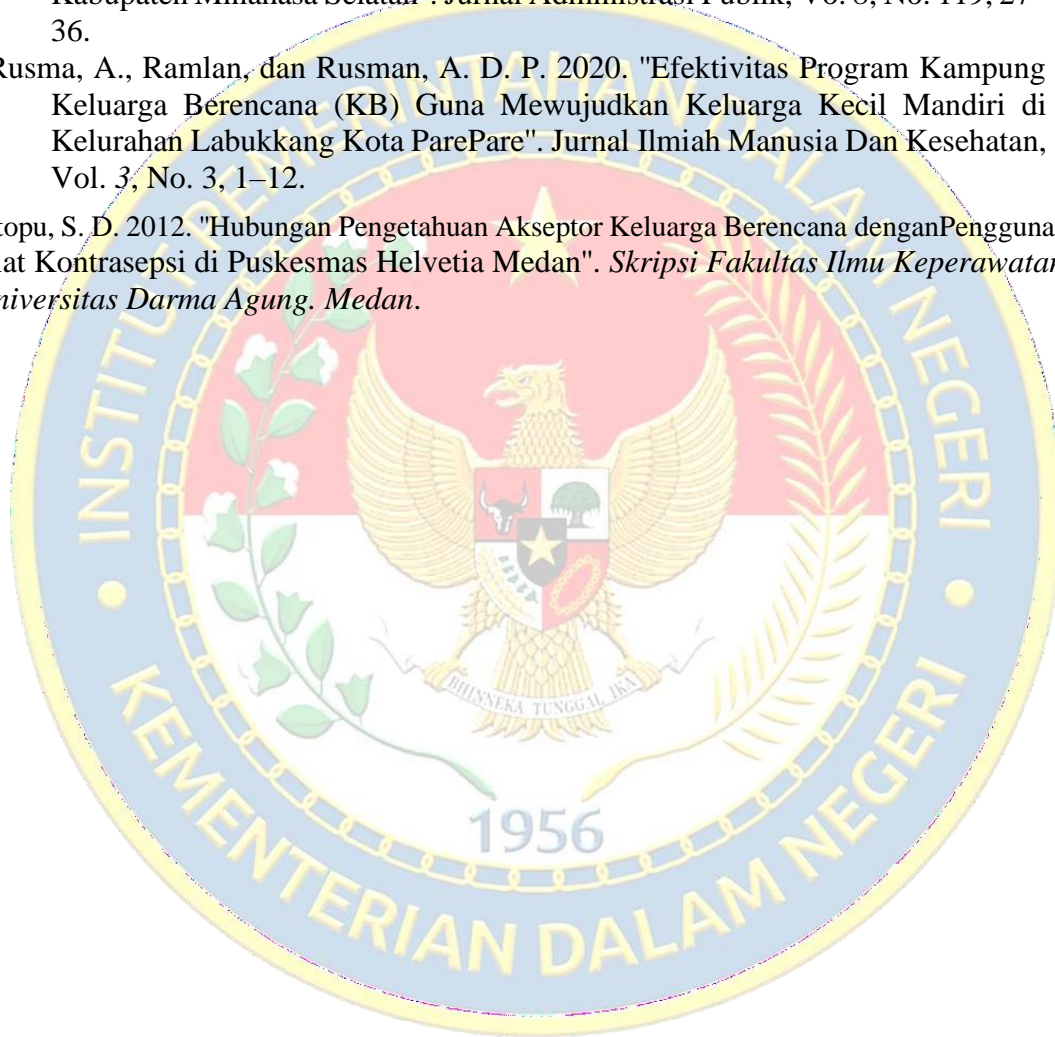 Kabupaten Minahasa Selatan". Jurnal Administrasi Publik, Vo. 8, No. 119, 27–
36.
Rusma, A., Ramlan, dan Rusman, A. D. P. 2020. "Efektivitas Program Kampung
Keluarga Berencana (KB) Guna Mewujudkan Keluarga Kecil Mandiri di
Kelurahan Labukkang Kota ParePare". Jurnal Ilmiah Manusia Dan Kesehatan,
Vol. 3, No. 3, 1–12.
topu, S. D. 2012. "Hubungan Pengetahuan Akseptor Keluarga Berencana denganPengguna
lat Kontrasepsi di Puskesmas Helvetia Medan". Skripsi Fakultas Ilmu Keperawatan
niversitas Darma Agung. Medan.
INSTITUT PEMERINTAHAN DALAM NEGERI
BHINNEKA TUNGGAL IKA
1956
KEMENTERIAN DALAM NEGERI